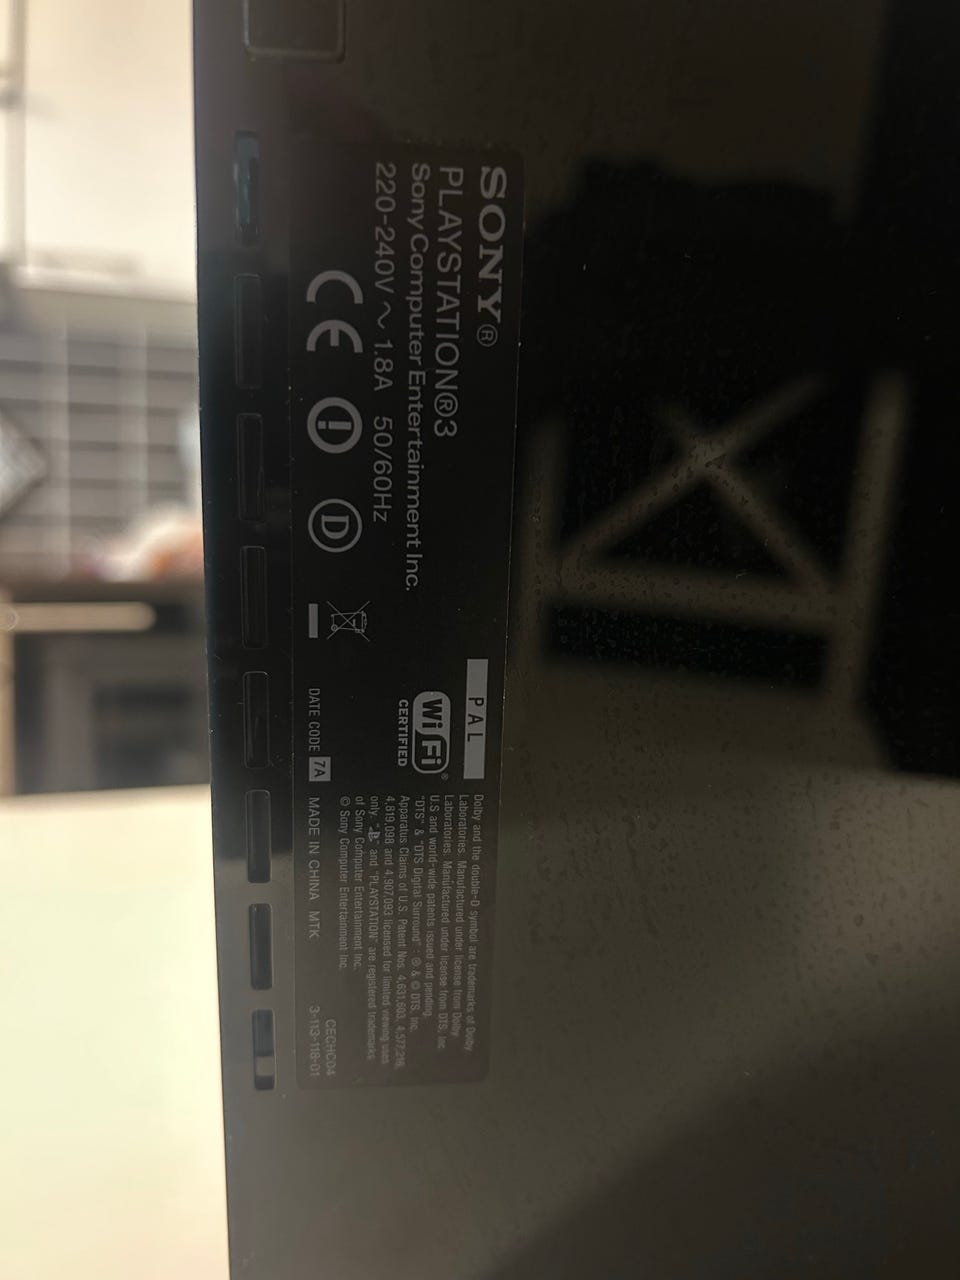 SONY®
PLAYSTATION®3
Sony Computer Entertainment Inc.
220-240V ~ 1.8A 50/60Hz
CE
D
PAL
Wi Fi ®
CERTIFIED
DATE CODE 7A MADE IN CHINA MTK
Dolby and the double-D symbol are trademarks of Dolby
Laboratories. Manufactured under license from Dolby
Laboratories. Manufactured under license from DTS, Inc.
U.S and world-wide patents issued and pending.
"DTS" & "DTS Digital Surround" : ® & © DTS, Inc.
Apparatus Claims of U.S. Patent Nos. 4,631,603, 4,577,216,
4,819,098 and 4,907,093 licensed for limited viewing uses
only. " " and "PLAYSTATION" are registered trademarks
of Sony Computer Entertainment Inc.
© Sony Computer Entertainment Inc.
CECHC04
3-113-118-01